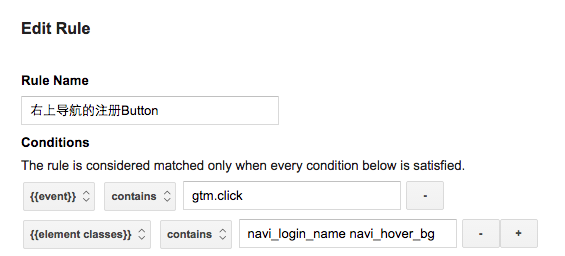 Edit Rule
Rule Name
右上导航的注册Button
Conditions
The rule is considered matched only when every condition below is satisfied.
{{event}} contains gtm.click -
{{element classes}} contains navi_login_name navi_hover_bg - +